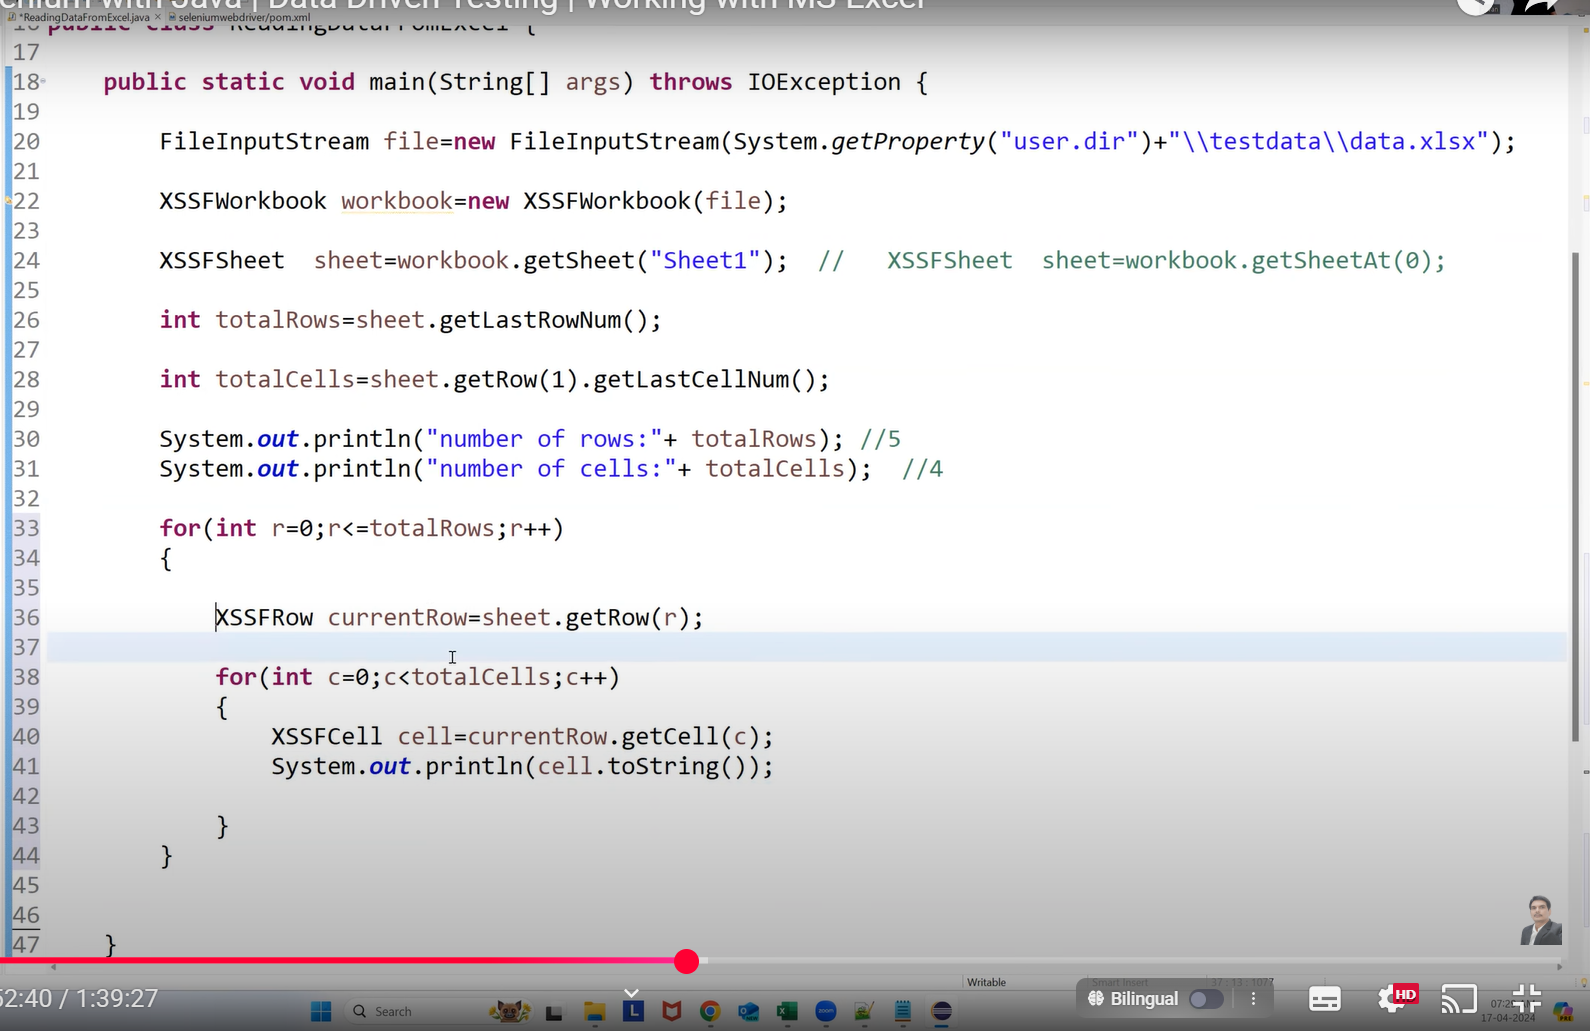 enium with Java | Data Driven Testing | Working with MS Excel
*ReadingDataFromExcel.java seleniumwebdriver/pom.xml
16 public class ReadingDataFromExcel {
17
18 public static void main(String[] args) throws IOException {
19
20 FileInputStream file=new FileInputStream(System.getProperty("user.dir")+"\\testdata\\data.xlsx");
21
22 XSSFWorkbook workbook=new XSSFWorkbook(file);
23
24 XSSFSheet sheet=workbook.getSheet("Sheet1"); // XSSFSheet sheet=workbook.getSheetAt(0);
25
26 int totalRows=sheet.getLastRowNum();
27
28 int totalCells=sheet.getRow(1).getLastCellNum();
29
30 System.out.println("number of rows:"+ totalRows); //5
31 System.out.println("number of cells:"+ totalCells); //4
32
33 for(int r=0;r<=totalRows;r++)
34 {
35
36 XSSFRow currentRow=sheet.getRow(r);
37
38 for(int c=0;c<totalCells;c++)
39 {
40 XSSFCell cell=currentRow.getCell(c);
41 System.out.println(cell.toString());
42
43 }
44 }
45
46
47 }
Writable Smart Insert 37 : 13 : 1077
52:40 / 1:39:27 Bilingual HD
Search L zoom PRE
17-04-2024